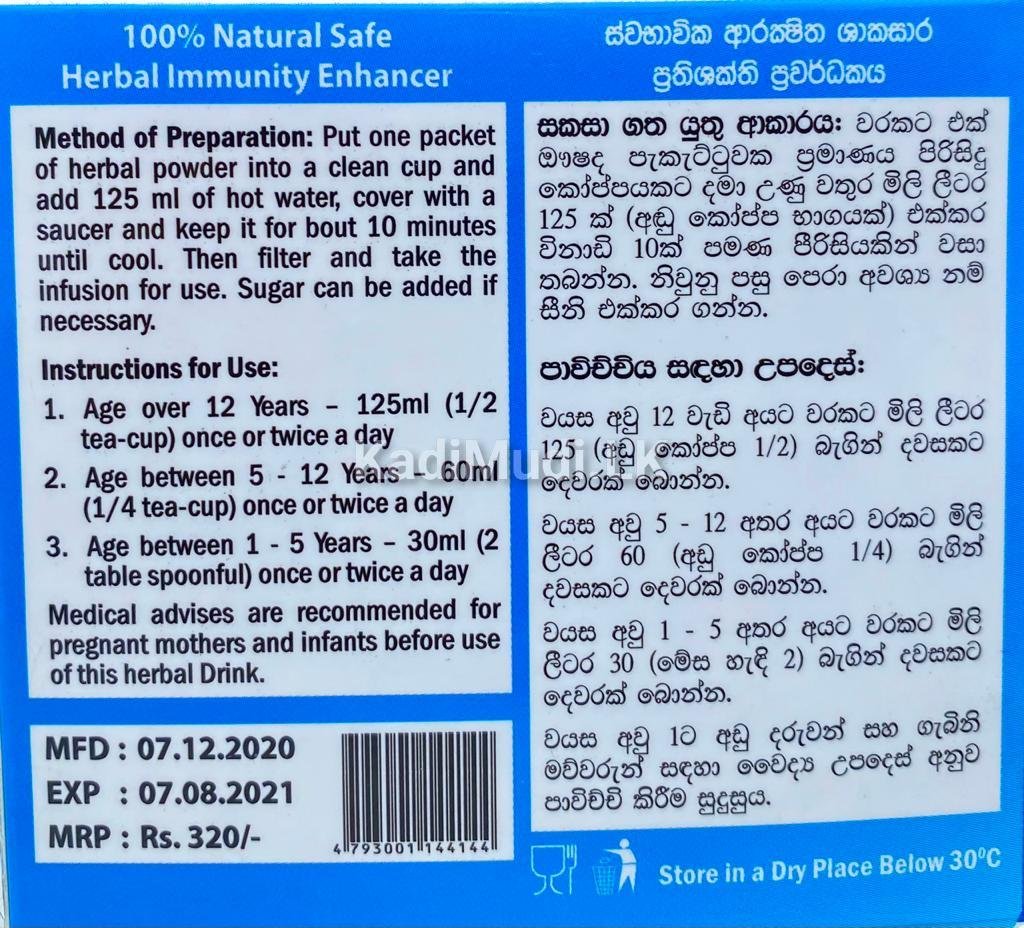 100% Natural Safe
Herbal Immunity Enhancer
Method of Preparation: Put one packet
of herbal powder into a clean cup and
add 125 ml of hot water, cover with a
saucer and keep it for bout 10 minutes
until cool. Then filter and take the
infusion for use. Sugar can be added if
necessary.
Instructions for Use:
1. Age over 12 Years – 125ml (1/2
tea-cup) once or twice a day
2. Age between 5 - 12 Years – 60ml
(1/4 tea-cup) once or twice a day
3. Age between 1 - 5 Years – 30ml (2
table spoonful) once or twice a day
Medical advises are recommended for
pregnant mothers and infants before use
of this herbal Drink.
MFD : 07.12.2020
EXP : 07.08.2021
MRP : Rs. 320/-
4 793001 144144
ස්වභාවික ආරක්ෂිත ශාකසාර
ප්‍රතිශක්ති ප්‍රවර්ධකය
සකසා ගත යුතු ආකාරය: වරකට එක්
ඖෂද පැකැට්ටුවක ප්‍රමාණය පිරිසිදු
කෝප්පයකට දමා උණු වතුර මිලි ලීටර
125 ක් (අඩු කෝප්ප භාගයක්) එක්කර
විනාඩි 10ක් පමණ පීරිසියකින් වසා
තබන්න. නිවුනු පසු පෙරා අවශ්‍ය නම්
සීනි එක්කර ගන්න.
පාවිච්චිය සඳහා උපදෙස්:
වයස අවු 12 වැඩි අයට වරකට මිලි ලීටර
125 (අඩු කෝප්ප 1/2) බැගින් දවසකට
දෙවරක් බොන්න.
වයස අවු 5 - 12 අතර අයට වරකට මිලි
ලීටර 60 (අඩු කෝප්ප 1/4) බැගින්
දවසකට දෙවරක් බොන්න.
වයස අවු 1 - 5 අතර අයට වරකට මිලි
ලීටර 30 (මේස හැඳි 2) බැගින් දවසකට
දෙවරක් බොන්න.
වයස අවු 1ට අඩු දරුවන් සහ ගැබිනි
මව්වරුන් සඳහා වෛද්‍ය උපදෙස් අනුව
පාවිච්චි කිරීම සුදුසුය.
Store in a Dry Place Below 30⁰C
KadiMudi.lk